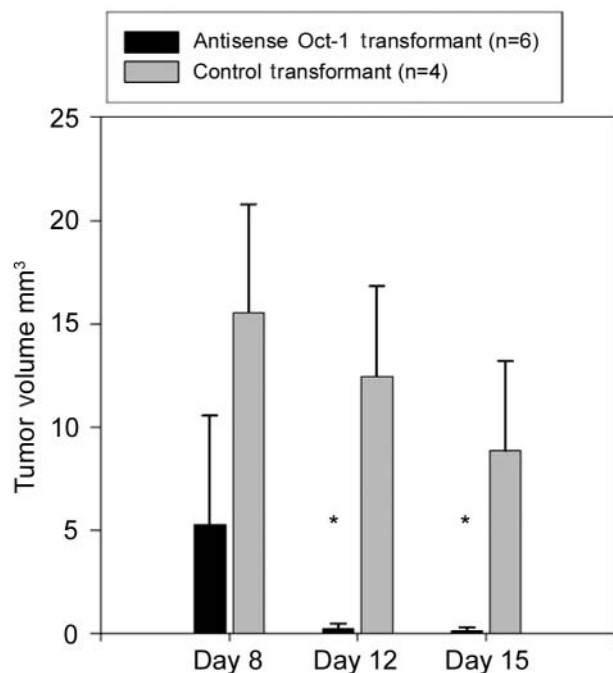 Antisense Oct-1 transformant (n=6)
Control transformant (n=4)
25
20
15
10
5
0
Tumor volume mm³
*
*
Day 8
Day 12
Day 15